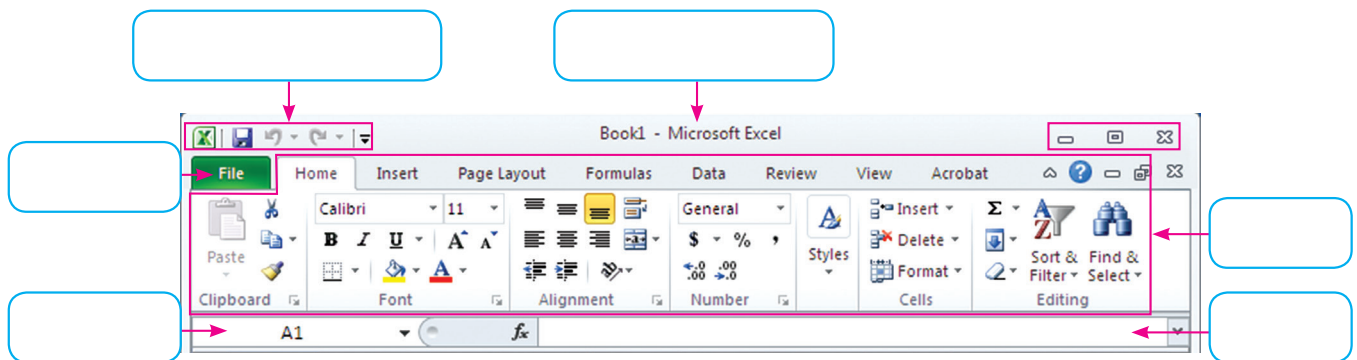 Book1 - Microsoft Excel
File Home Insert Page Layout Formulas Data Review View Acrobat
Calibri 11 General Insert Σ
B I U A A $ % , Delete
Paste Styles Sort & Find &
A .00 .0 Format Filter Select
Clipboard Font Alignment Number Cells Editing
A1 fx